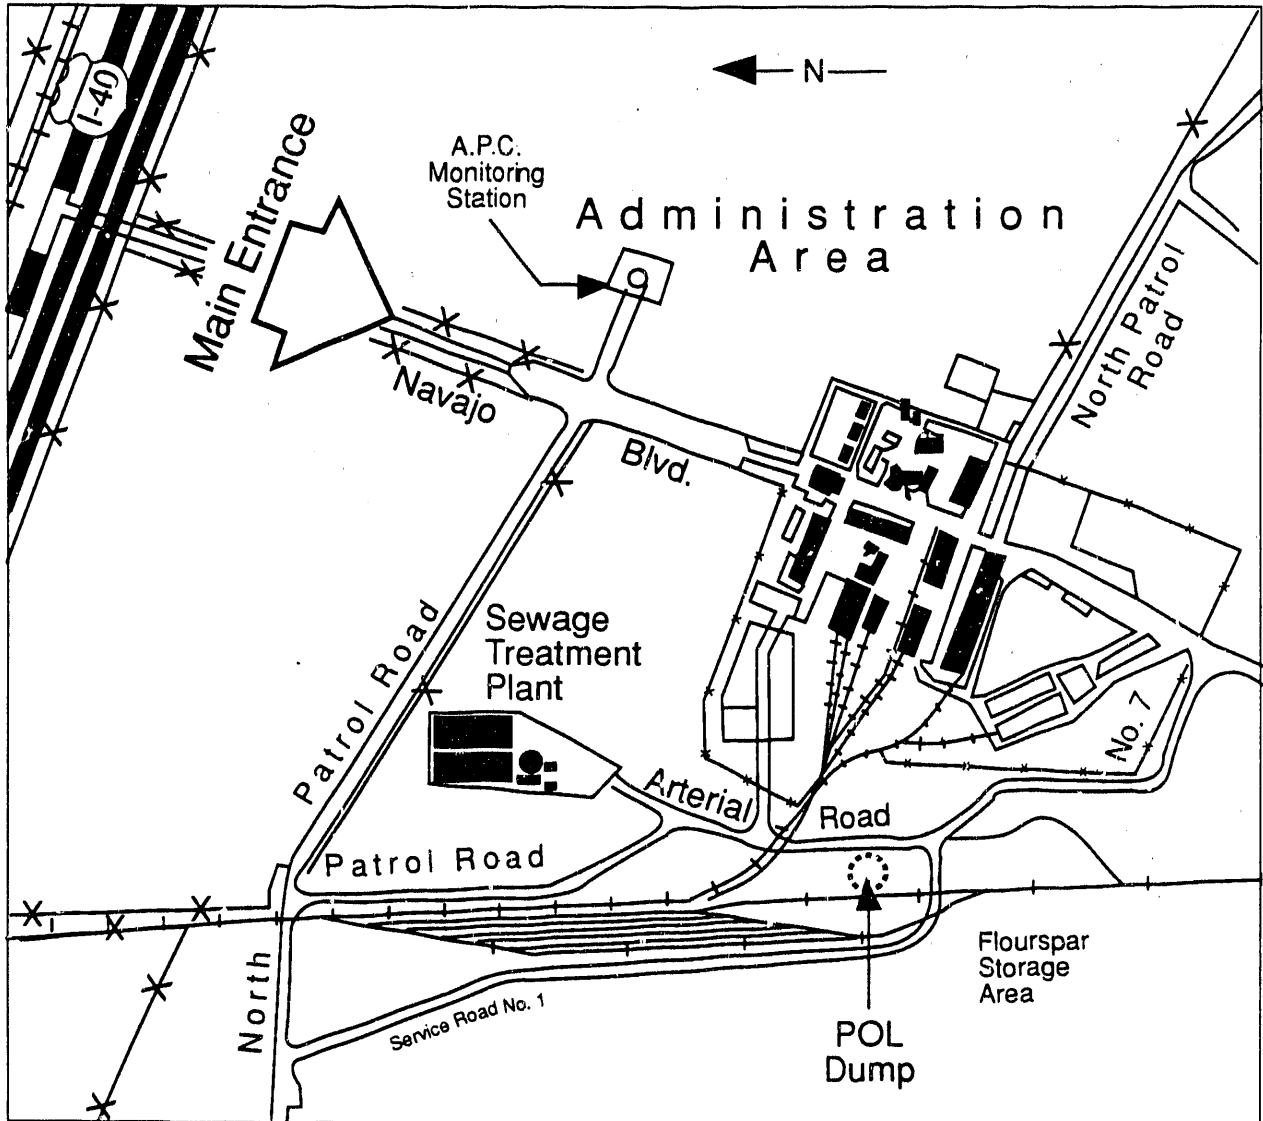 I-40
N
Main Entrance
A.P.C.
Monitoring
Station
Administration
Area
North Patrol
Road
Navajo
Blvd.
Sewage
Treatment
Plant
Patrol Road
No. 7
Arterial
Road
Patrol Road
North
Service Road No. 1
Flourspar
Storage
Area
POL
Dump